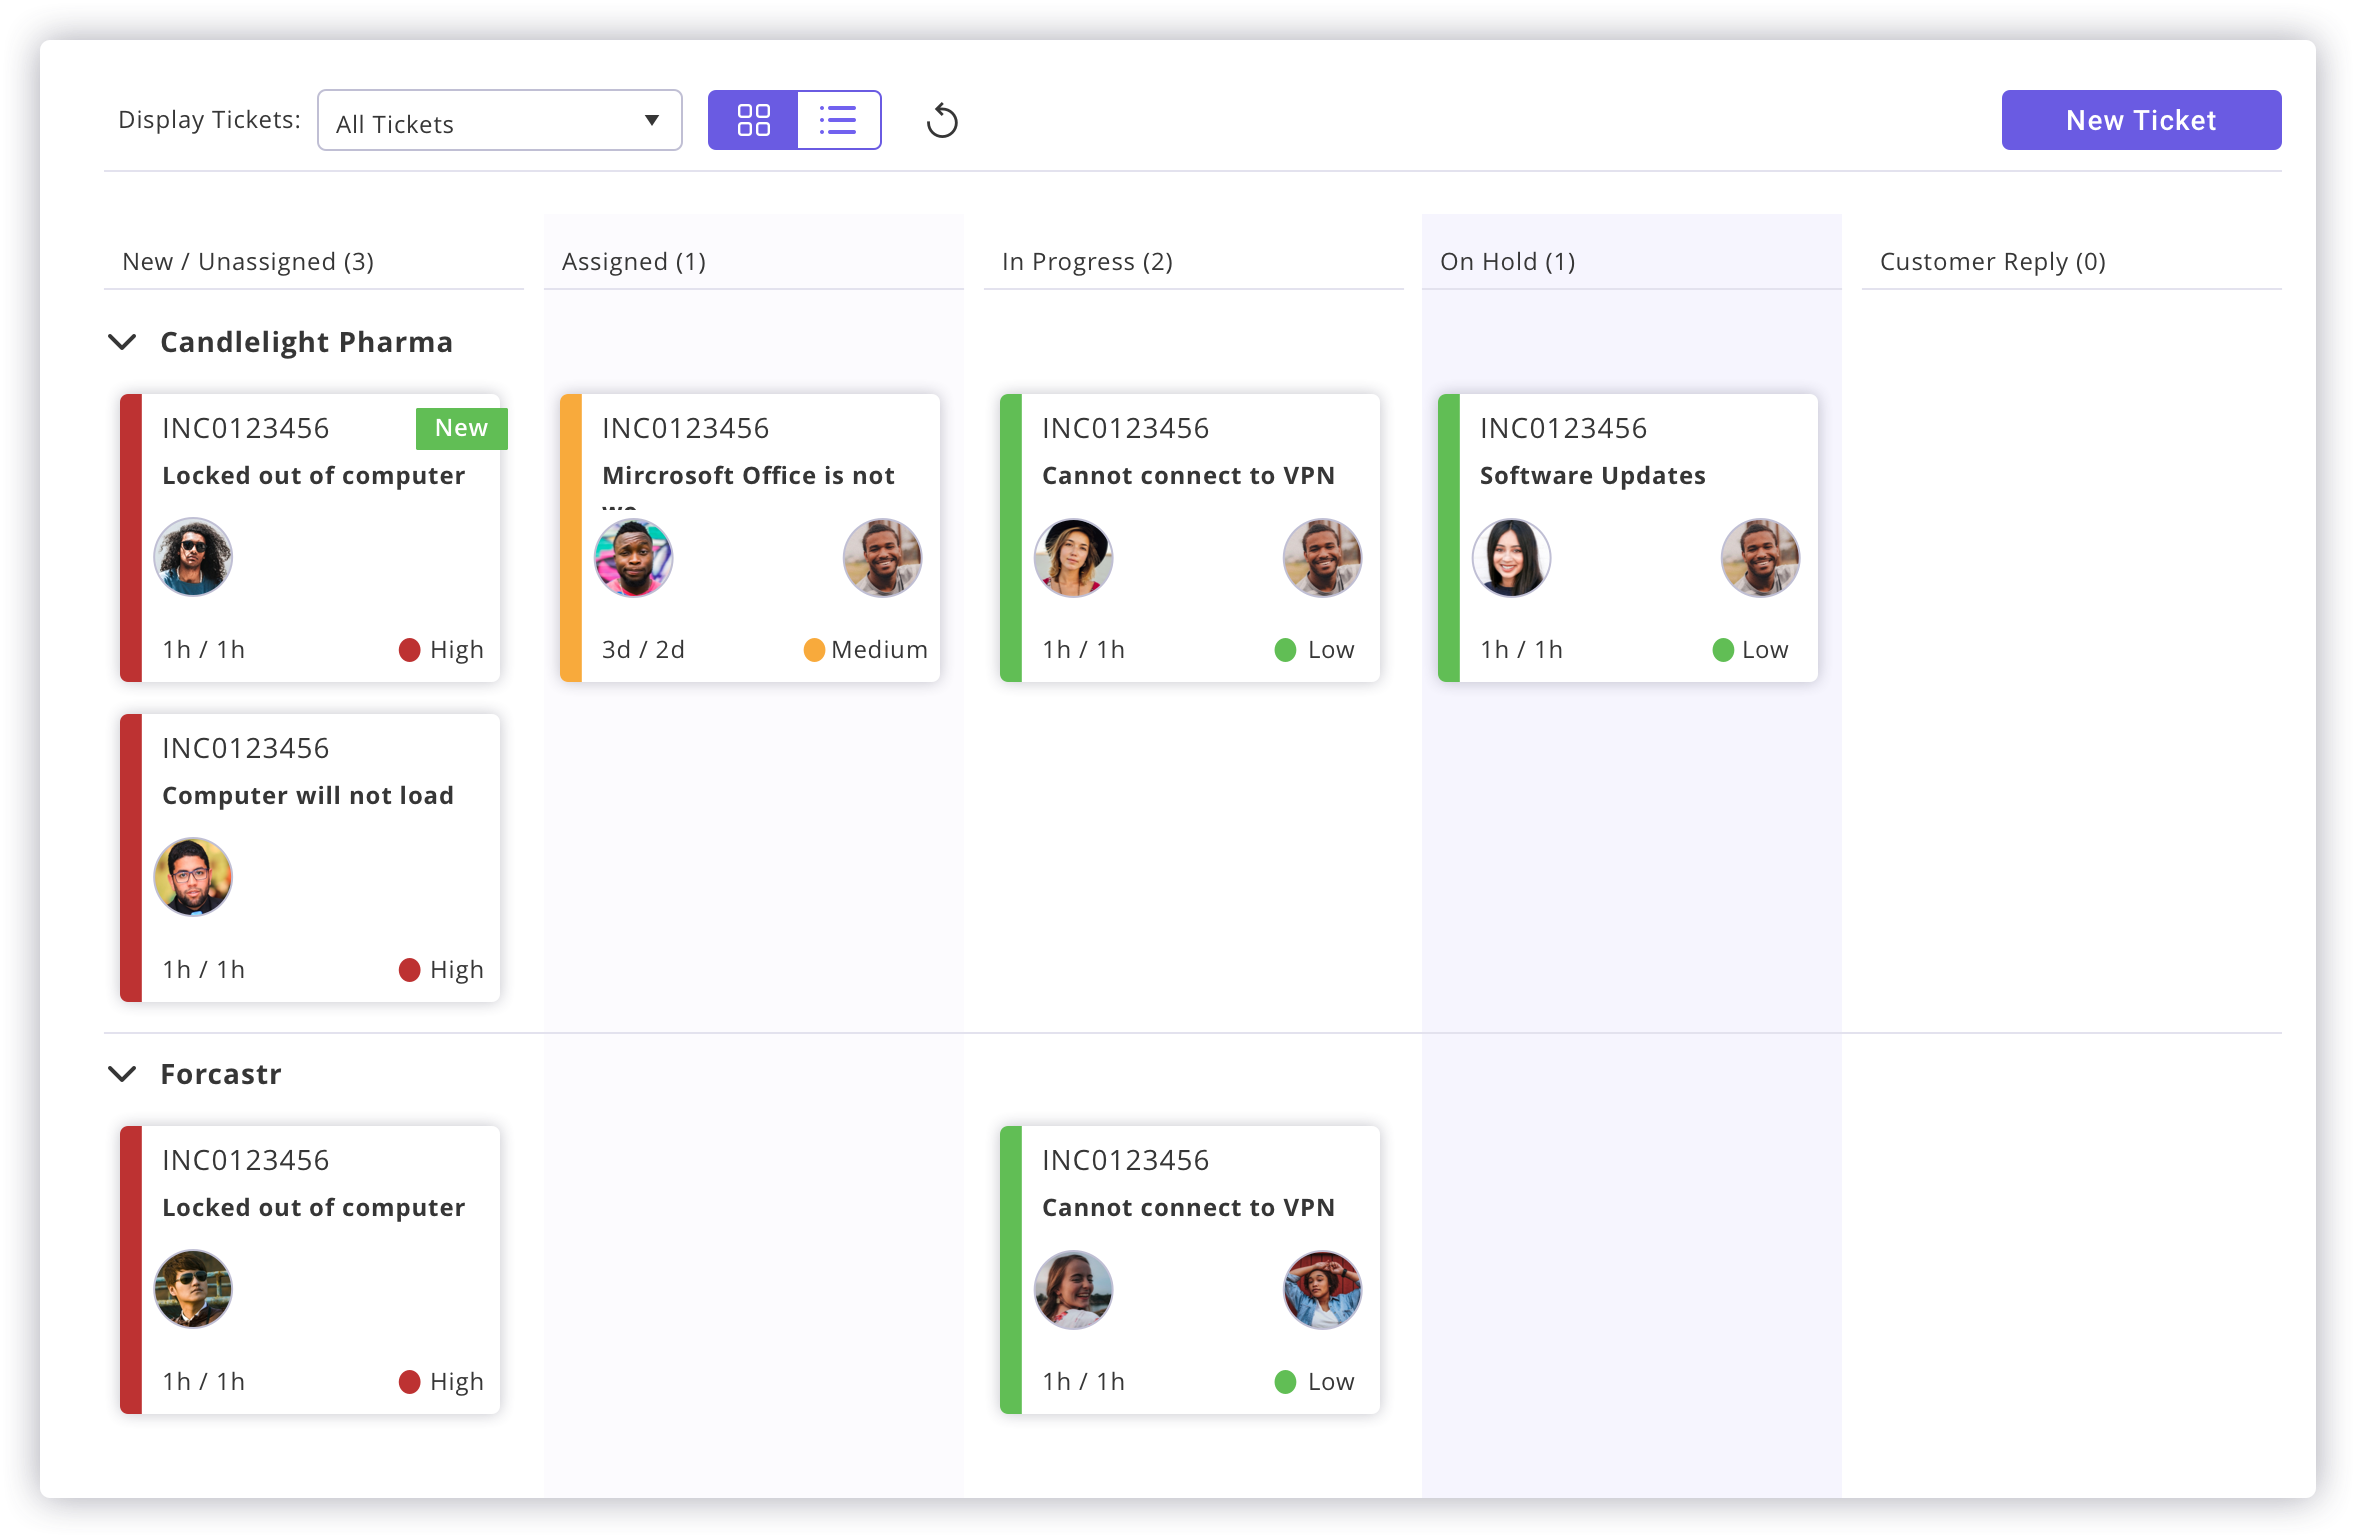 Display Tickets:
All Tickets
New Ticket
New / Unassigned (3)
Assigned (1)
In Progress (2)
On Hold (1)
Customer Reply (0)
Candlelight Pharma
INC0123456
New
Locked out of computer
1h / 1h
High
INC0123456
Mircrosoft Office is not
3d / 2d
Medium
INC0123456
Cannot connect to VPN
1h / 1h
Low
INC0123456
Software Updates
1h / 1h
Low
INC0123456
Computer will not load
1h / 1h
High
Forcastr
INC0123456
Locked out of computer
1h / 1h
High
INC0123456
Cannot connect to VPN
1h / 1h
Low